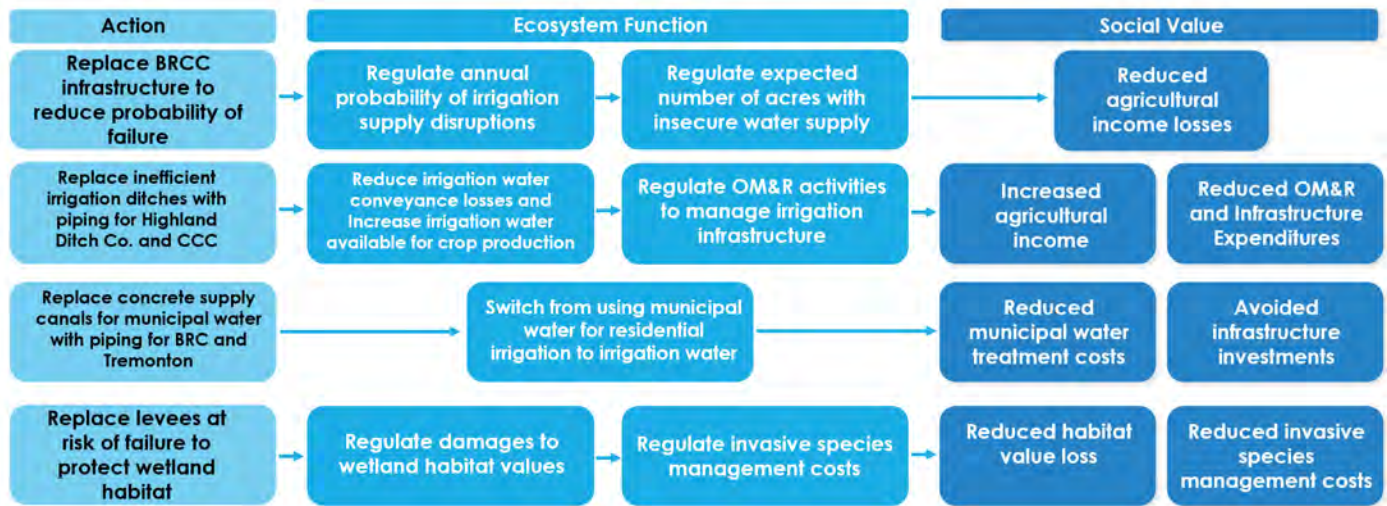 Action
Ecosystem Function
Social Value
Replace BRCC
infrastructure to
reduce probability of
failure
Regulate annual
probability of irrigation
supply disruptions
Regulate expected
number of acres with
insecure water supply
Reduced
agricultural
income losses
Replace inefficient
irrigation ditches with
piping for Highland
Ditch Co. and CCC
Reduce irrigation water
conveyance losses and
Increase irrigation water
available for crop production
Regulate OM&R activities
to manage irrigation
infrastructure
Increased
agricultural
income
Reduced OM&R
and Infrastructure
Expenditures
Replace concrete supply
canals for municipal water
with piping for BRC and
Tremonton
Switch from using municipal
water for residential
irrigation to irrigation water
Reduced
municipal water
treatment costs
Avoided
infrastructure
investments
Replace levees at
risk of failure to
protect wetland
habitat
Regulate damages to
wetland habitat values
Regulate invasive species
management costs
Reduced habitat
value loss
Reduced invasive
species
management costs